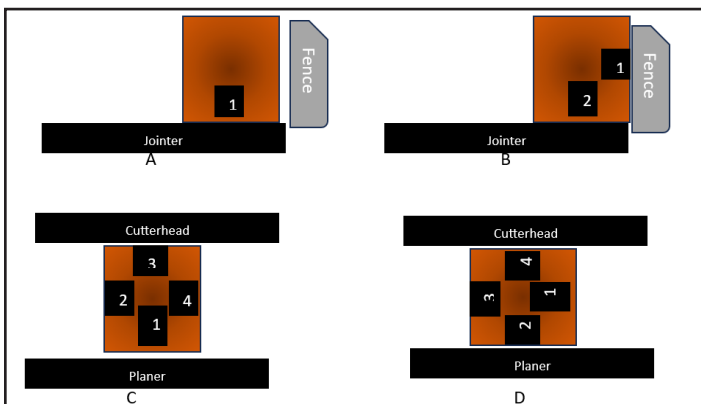 Fence
1
Jointer
A
Fence
1
2
Jointer
B
Cutterhead
3
2
4
1
Planer
C
Cutterhead
4
3
1
2
Planer
D